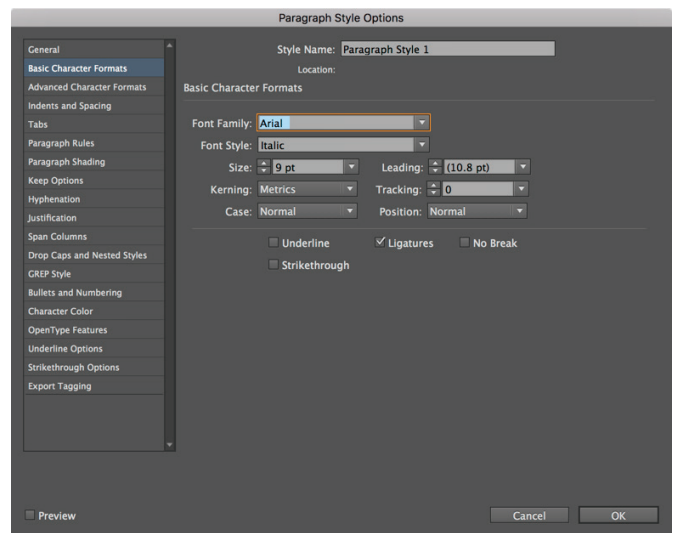 Paragraph Style Options
General
Basic Character Formats
Advanced Character Formats
Indents and Spacing
Tabs
Paragraph Rules
Paragraph Shading
Keep Options
Hyphenation
Justification
Span Columns
Drop Caps and Nested Styles
GREP Style
Bullets and Numbering
Character Color
OpenType Features
Underline Options
Strikethrough Options
Export Tagging
Style Name: Paragraph Style 1
Location:
Basic Character Formats
Font Family: Arial
Font Style: Italic
Size: 9 pt Leading: (10.8 pt)
Kerning: Metrics Tracking: 0
Case: Normal Position: Normal
Underline Ligatures No Break
Strikethrough
Preview Cancel OK